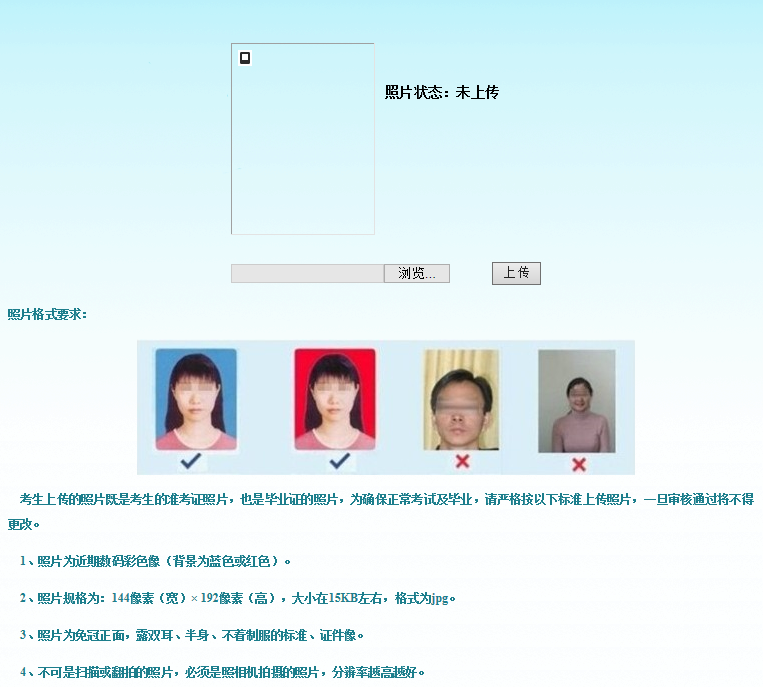 照片状态：未上传
浏览... 上传
照片格式要求：
考生上传的照片既是考生的准考证照片，也是毕业证的照片，为确保正常考试及毕业，请严格按以下标准上传照片，一旦审核通过将不得
更改。
1、照片为近期数码彩色像（背景为蓝色或红色）。
2、照片规格为：144像素（宽）× 192像素（高），大小在15KB左右，格式为jpg。
3、照片为免冠正面，露双耳、半身、不着制服的标准、证件像。
4、不可是扫描或翻拍的照片，必须是照相机拍摄的照片，分辨率越高越好。